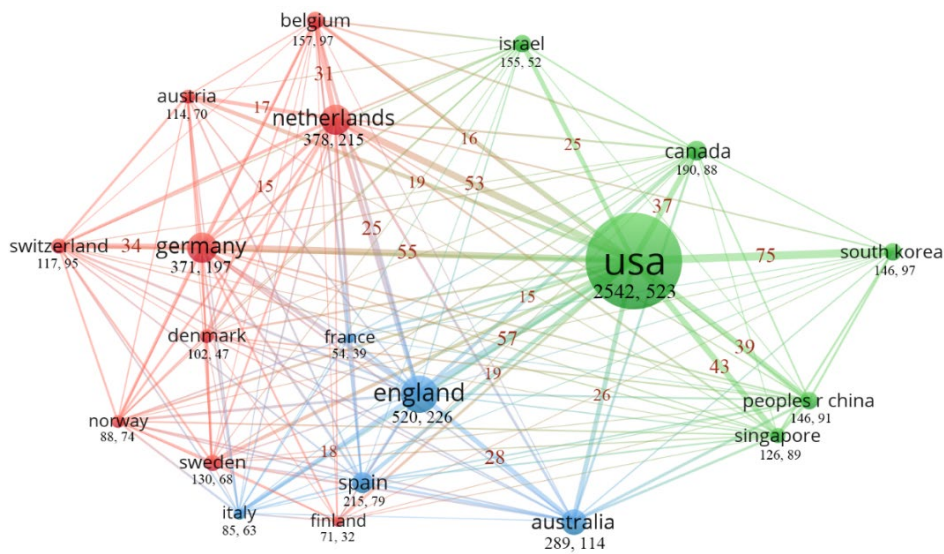 belgium
157, 97
israel
155, 52
31
austria
114, 70
17
netherlands
378, 215
16
25
canada
190, 88
15
19
53
37
switzerland
117, 95
34
germany
371, 197
25
55
usa
2542, 523
75
south korea
146, 97
15
denmark
102, 47
france
54, 39
57
39
19
43
england
520, 226
26
peoples r china
146, 91
norway
88, 74
singapore
126, 89
18
28
sweden
130, 68
spain
215, 79
italy
85, 63
finland
71, 32
australia
289, 114